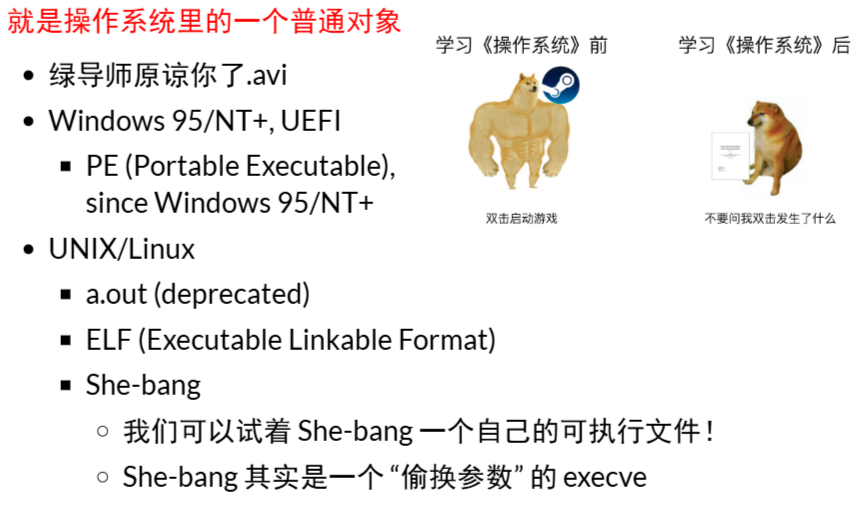 就是操作系统里的一个普通对象
绿导师原谅你了.avi
Windows 95/NT+, UEFI
PE (Portable Executable),
since Windows 95/NT+
UNIX/Linux
a.out (deprecated)
ELF (Executable Linkable Format)
She-bang
我们可以试着 She-bang 一个自己的可执行文件！
She-bang 其实是一个 “偷换参数” 的 execve
学习《操作系统》前
双击启动游戏
学习《操作系统》后
不要问我双击发生了什么